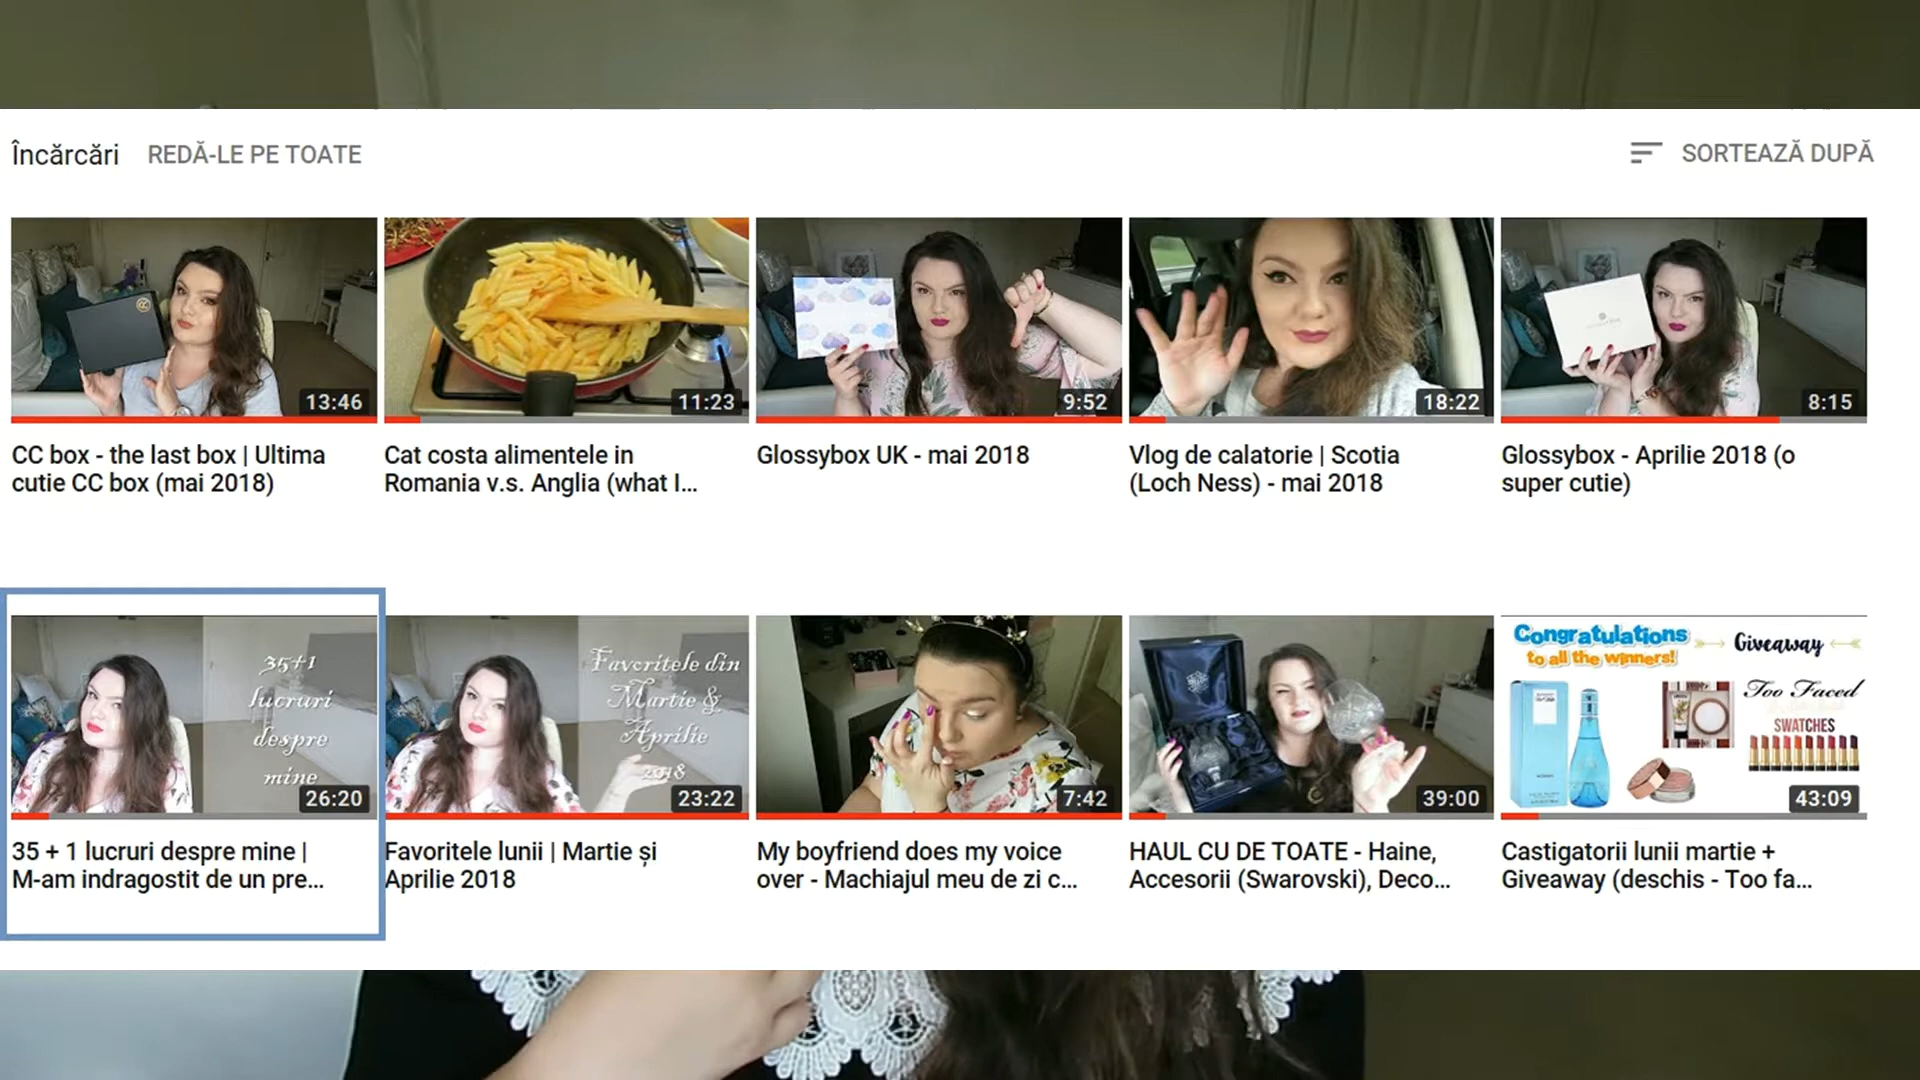 Încărcări REDĂ-LE PE TOATE SORTEAZĂ DUPĂ
13:46
11:23
9:52
18:22
8:15
CC box - the last box | Ultima
cutie CC box (mai 2018)
Cat costa alimentele in
Romania v.s. Anglia (what I...
Glossybox UK - mai 2018
Vlog de calatorie | Scotia
(Loch Ness) - mai 2018
Glossybox - Aprilie 2018 (o
super cutie)
35+1
lucruri
despre
mine
26:20
Favoritele din
Martie &
Aprilie
2018
23:22
7:42
39:00
Congratulations
to all the winners!
Giveaway
Too Faced
SWATCHES
43:09
35 + 1 lucruri despre mine |
M-am indragostit de un pre...
Favoritele lunii | Martie și
Aprilie 2018
My boyfriend does my voice
over - Machiajul meu de zi c...
HAUL CU DE TOATE - Haine,
Accesorii (Swarovski), Deco...
Castigatorii lunii martie +
Giveaway (deschis - Too fa...